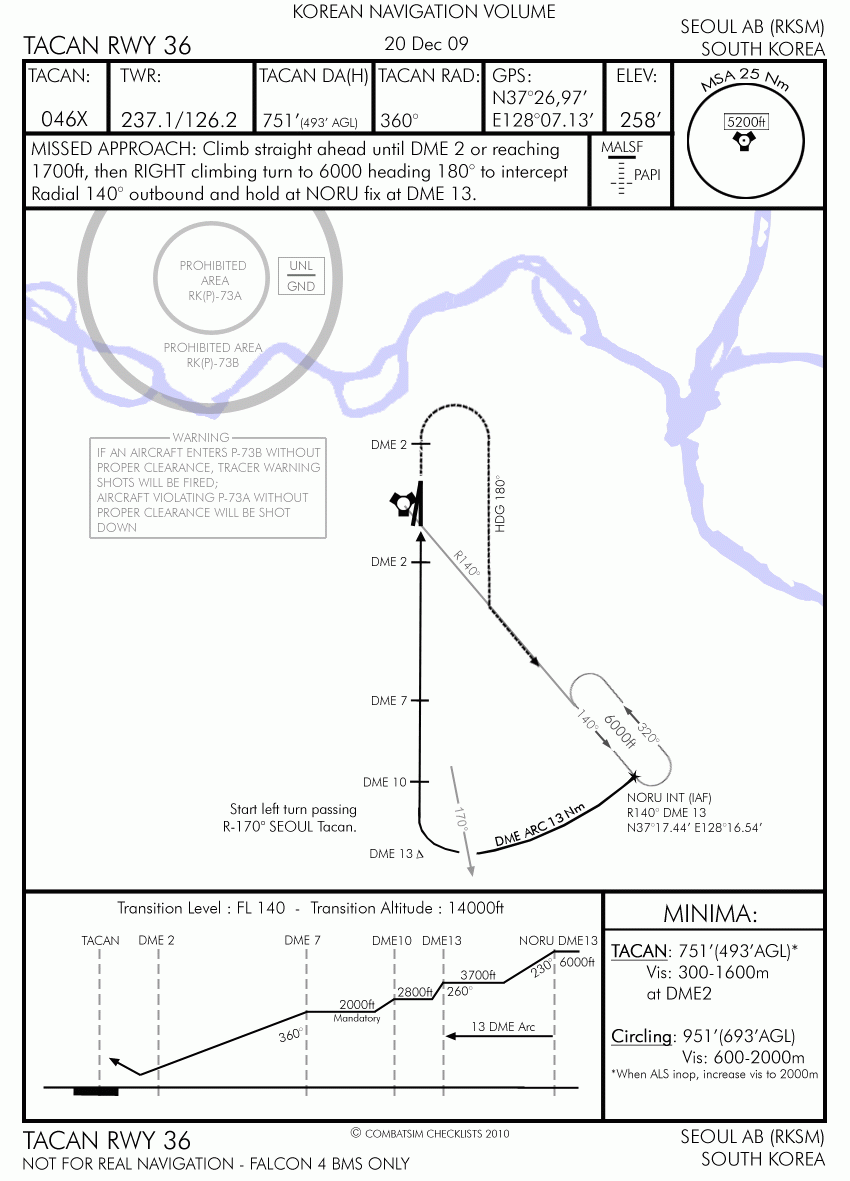 KOREAN NAVIGATION VOLUME
TACAN RWY 36
20 Dec 09
SEOUL AB (RKSM)
SOUTH KOREA
TACAN:
046X
TWR:
237.1/126.2
TACAN DA(H)
751'(493' AGL)
TACAN RAD:
360°
GPS:
N37°26,97'
E128°07.13'
ELEV:
258'
MSA 25 Nm
5200ft
MISSED APPROACH: Climb straight ahead until DME 2 or reaching
1700ft, then RIGHT climbing turn to 6000 heading 180° to intercept
Radial 140° outbound and hold at NORU fix at DME 13.
MALSF
PAPI
PROHIBITED
AREA
RK(P)-73A
UNL
GND
PROHIBITED AREA
RK(P)-73B
WARNING
IF AN AIRCRAFT ENTERS P-73B WITHOUT
PROPER CLEARANCE, TRACER WARNING
SHOTS WILL BE FIRED;
AIRCRAFT VIOLATING P-73A WITHOUT
PROPER CLEARANCE WILL BE SHOT
DOWN
DME 2
HDG 180°
DME 2
R140°
DME 7
140°
6000ft
320°
DME 10
NORU INT (IAF)
R140° DME 13
N37°17.44' E128°16.54'
Start left turn passing
R-170° SEOUL Tacan.
170°
DME ARC 13 Nm
DME 13
Transition Level : FL 140 - Transition Altitude : 14000ft
TACAN
DME 2
DME 7
DME10
DME13
NORU DME13
6000ft
230°
3700ft
260°
2800ft
2000ft
Mandatory
360°
13 DME Arc
MINIMA:
TACAN: 751'(493'AGL)*
Vis: 300-1600m
at DME2
Circling: 951'(693'AGL)
Vis: 600-2000m
*When ALS inop, increase vis to 2000m
TACAN RWY 36
© COMBATSIM CHECKLISTS 2010
SEOUL AB (RKSM)
NOT FOR REAL NAVIGATION - FALCON 4 BMS ONLY
SOUTH KOREA